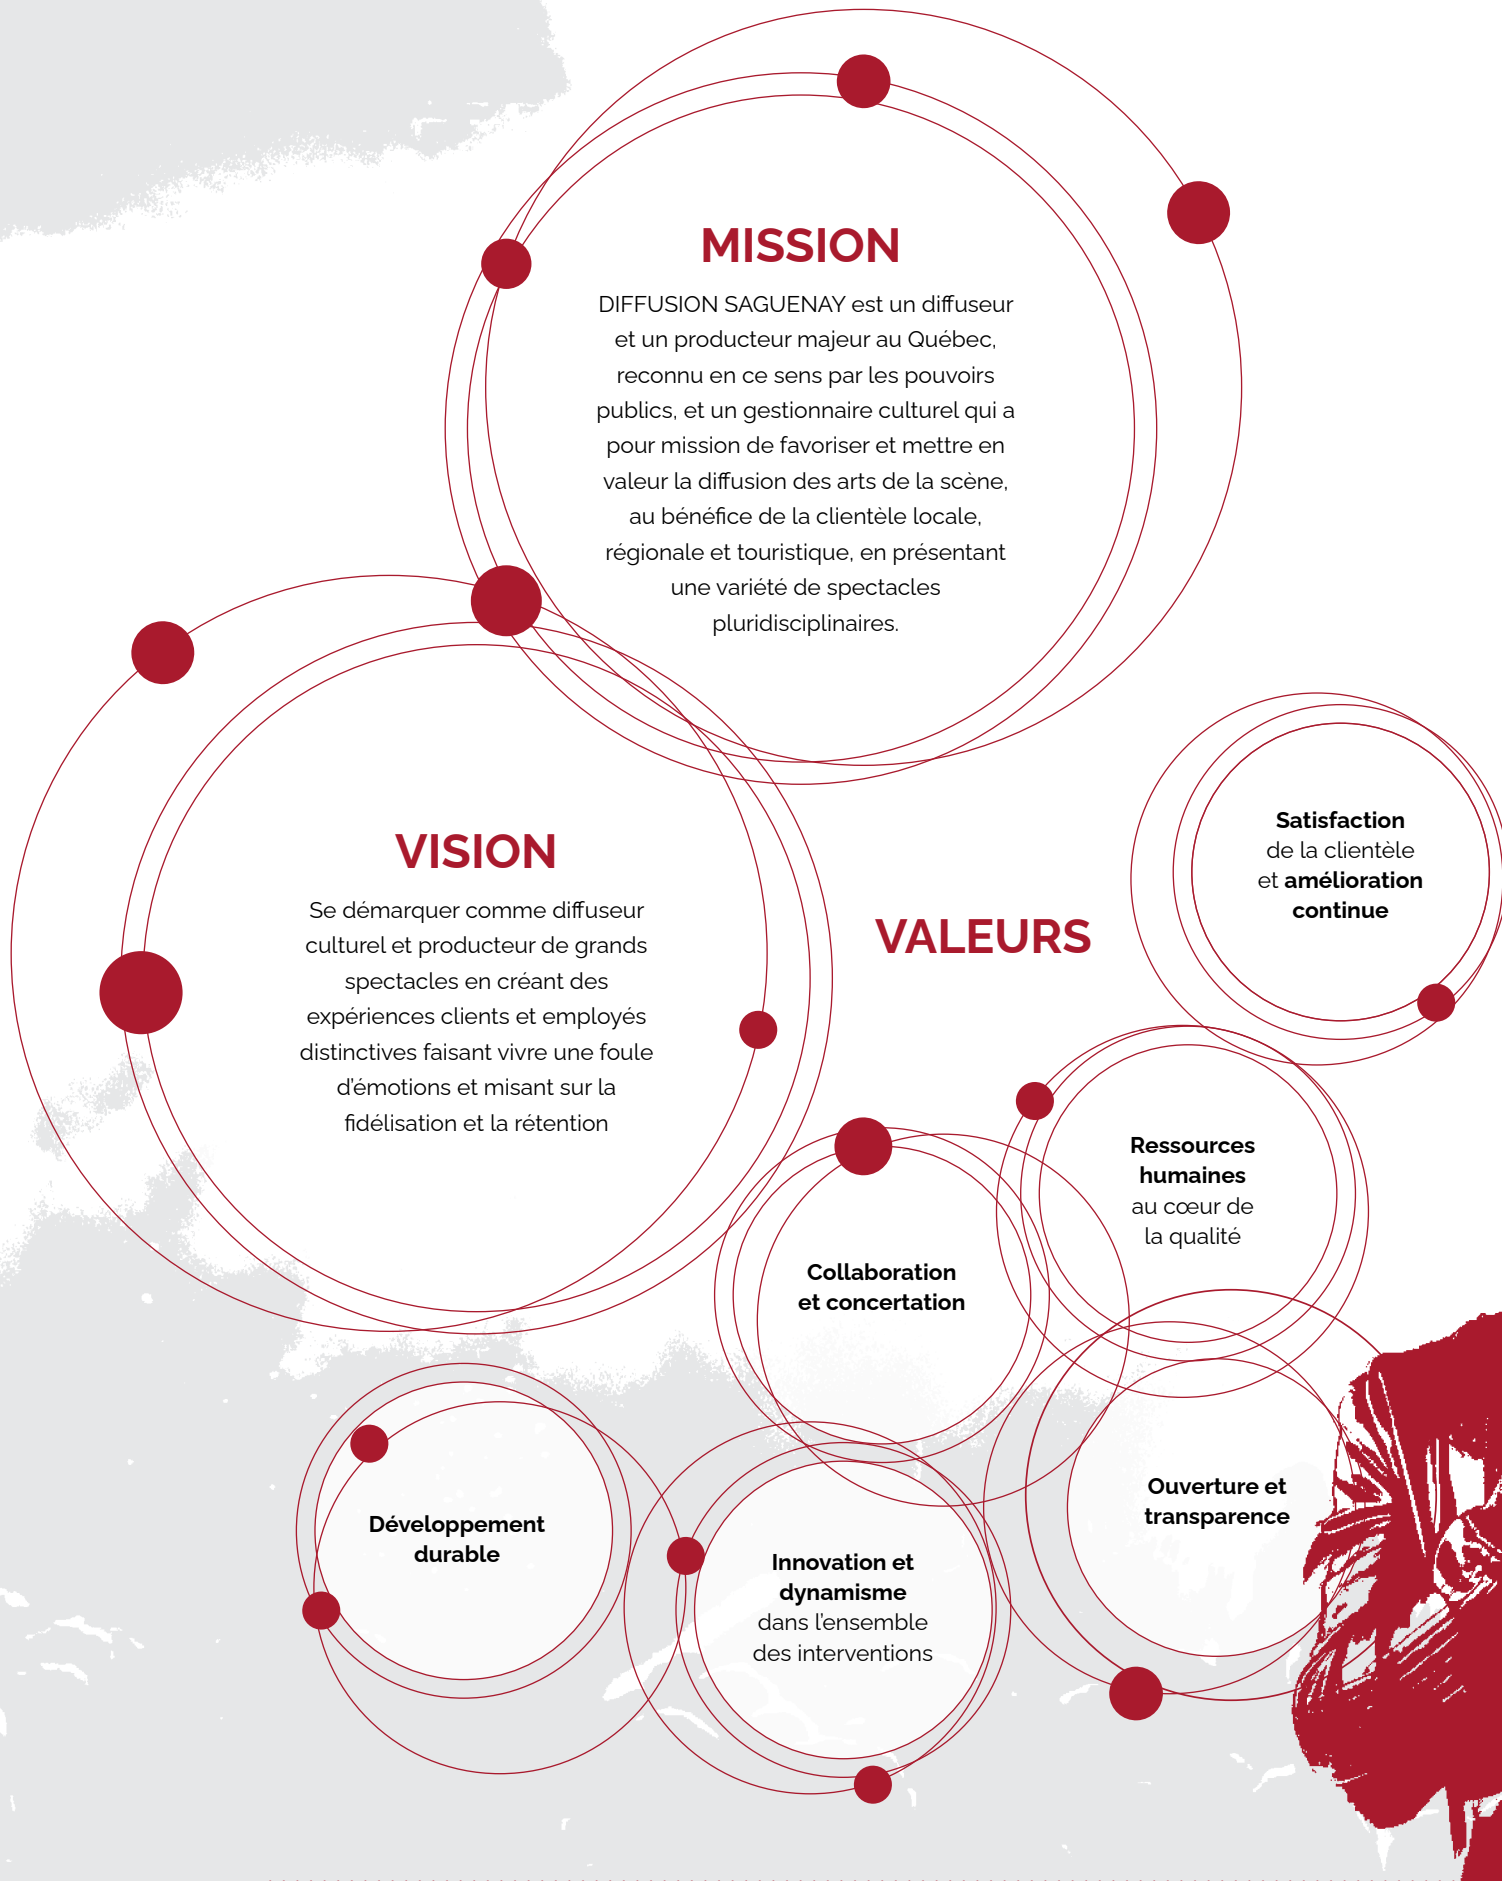 MISSION
DIFFUSION SAGUENAY est un diffuseur
et un producteur majeur au Québec,
reconnu en ce sens par les pouvoirs
publics, et un gestionnaire culturel qui a
pour mission de favoriser et mettre en
valeur la diffusion des arts de la scène,
au bénéfice de la clientèle locale,
régionale et touristique, en présentant
une variété de spectacles
pluridisciplinaires.
VISION
Se démarquer comme diffuseur
culturel et producteur de grands
spectacles en créant des
expériences clients et employés
distinctives faisant vivre une foule
d'émotions et misant sur la
fidélisation et la rétention
VALEURS
Satisfaction
de la clientèle
et amélioration
continue
Ressources
humaines
au cœur de
la qualité
Collaboration
et concertation
Ouverture et
transparence
Développement
durable
Innovation et
dynamisme
dans l'ensemble
des interventions